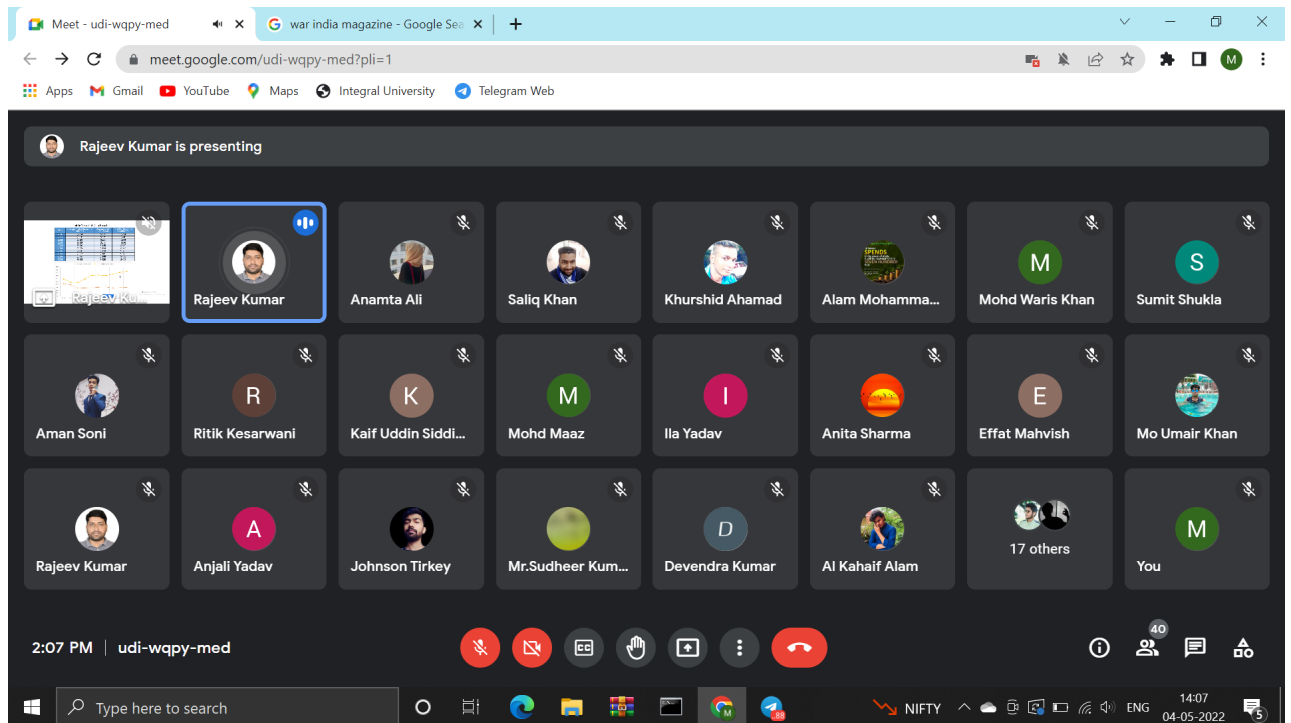 Meet - udi-wqpy-med
war india magazine - Google Sea
meet.google.com/udi-wqpy-med?pli=1
M
Apps Gmail YouTube Maps Integral University Telegram Web
Rajeev Kumar is presenting
M S
Rajeev Ku... Rajeev Kumar Anamta Ali Saliq Khan Khurshid Ahamad Alam Mohamma... Mohd Waris Khan Sumit Shukla
SPENDS
R K M I E
Aman Soni Ritik Kesarwani Kaif Uddin Siddi... Mohd Maaz Ila Yadav Anita Sharma Effat Mahvish Mo Umair Khan
A D M
17 others
Rajeev Kumar Anjali Yadav Johnson Tirkey Mr.Sudheer Kum... Devendra Kumar Al Kahaif Alam You
40
2:07 PM | udi-wqpy-med
CC
Type here to search
M
88
NIFTY
ENG
14:07
04-05-2022
5